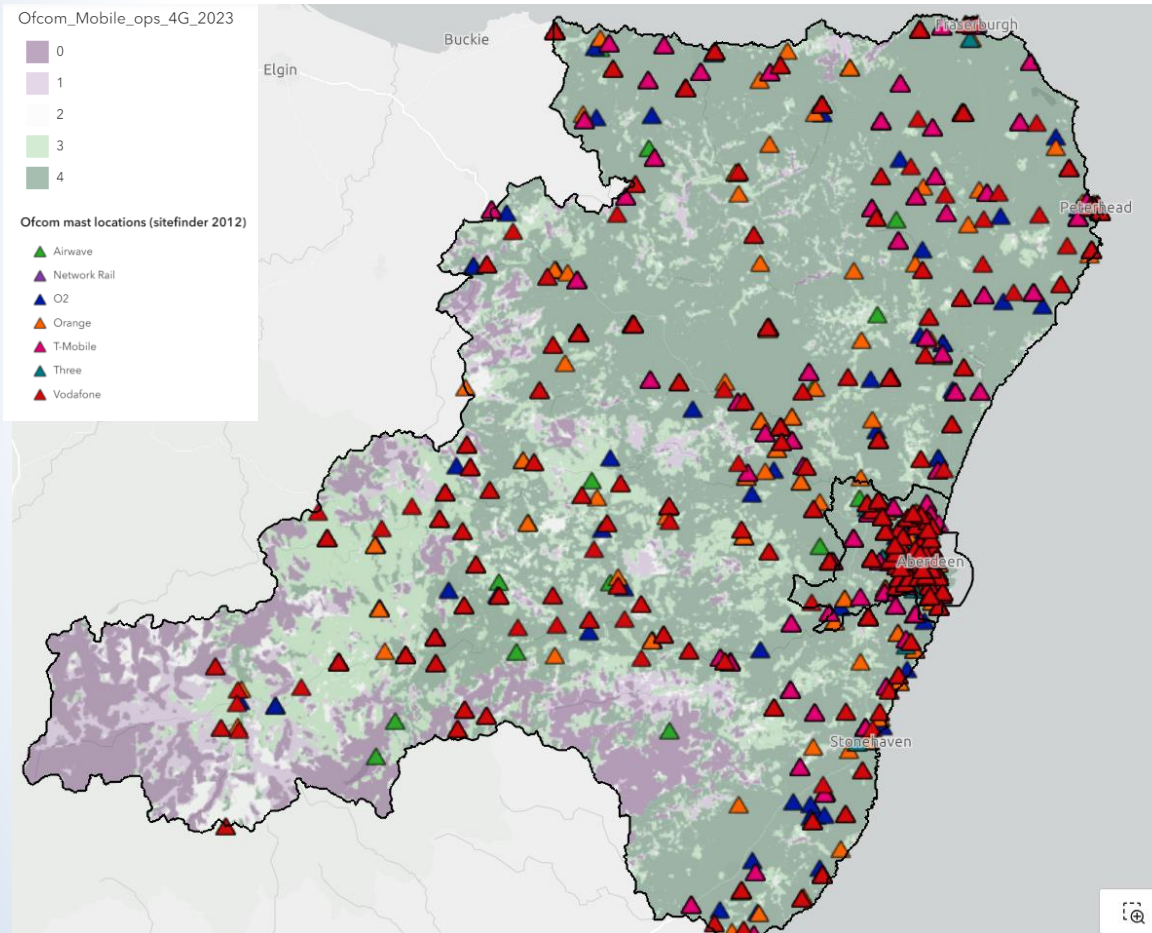 Ofcom_Mobile_ops_4G_2023
0
1
2
3
4
Ofcom mast locations (sitefinder 2012)
Airwave
Network Rail
O2
Orange
T-Mobile
Three
Vodafone
Buckie
Elgin
Fraserburgh
Peterhead
Aberdeen
Stonehaven